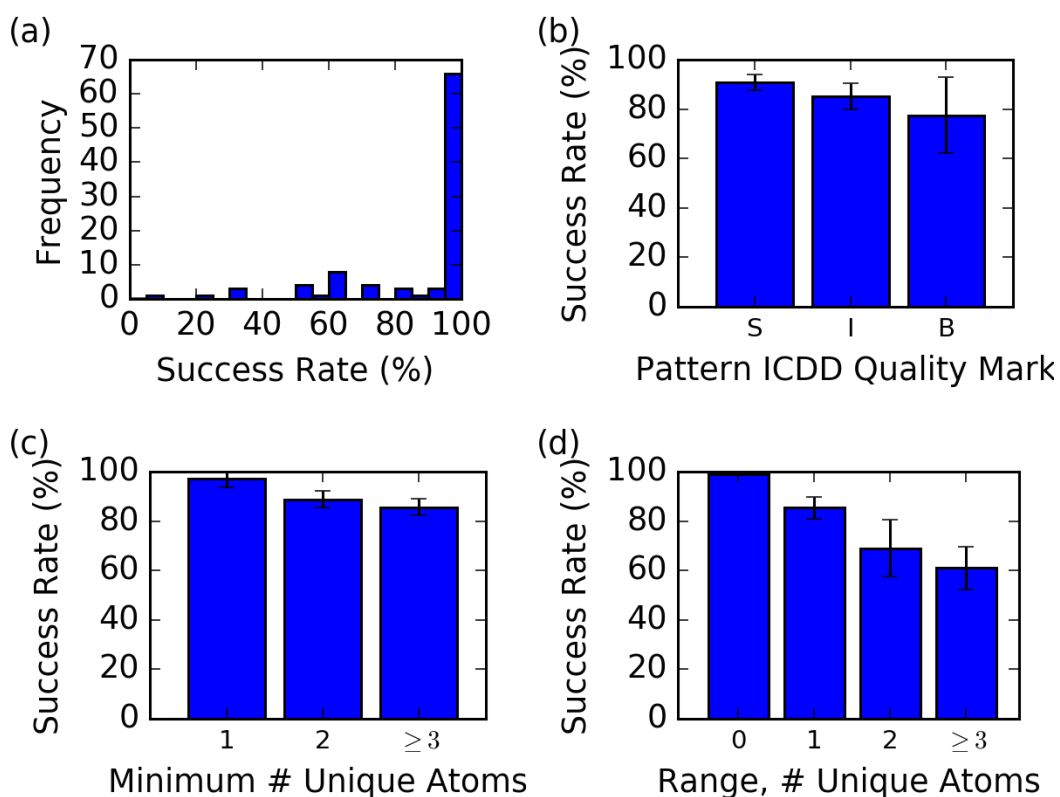 (a)
70
60
50
40
30
20
10
0
Frequency
0 20 40 60 80 100
Success Rate (%)
(b)
100
80
60
40
20
0
Success Rate (%)
S I B
Pattern ICDD Quality Mark
(c)
100
80
60
40
20
0
Success Rate (%)
1 2 ≥3
Minimum # Unique Atoms
(d)
100
80
60
40
20
0
Success Rate (%)
0 1 2 ≥3
Range, # Unique Atoms